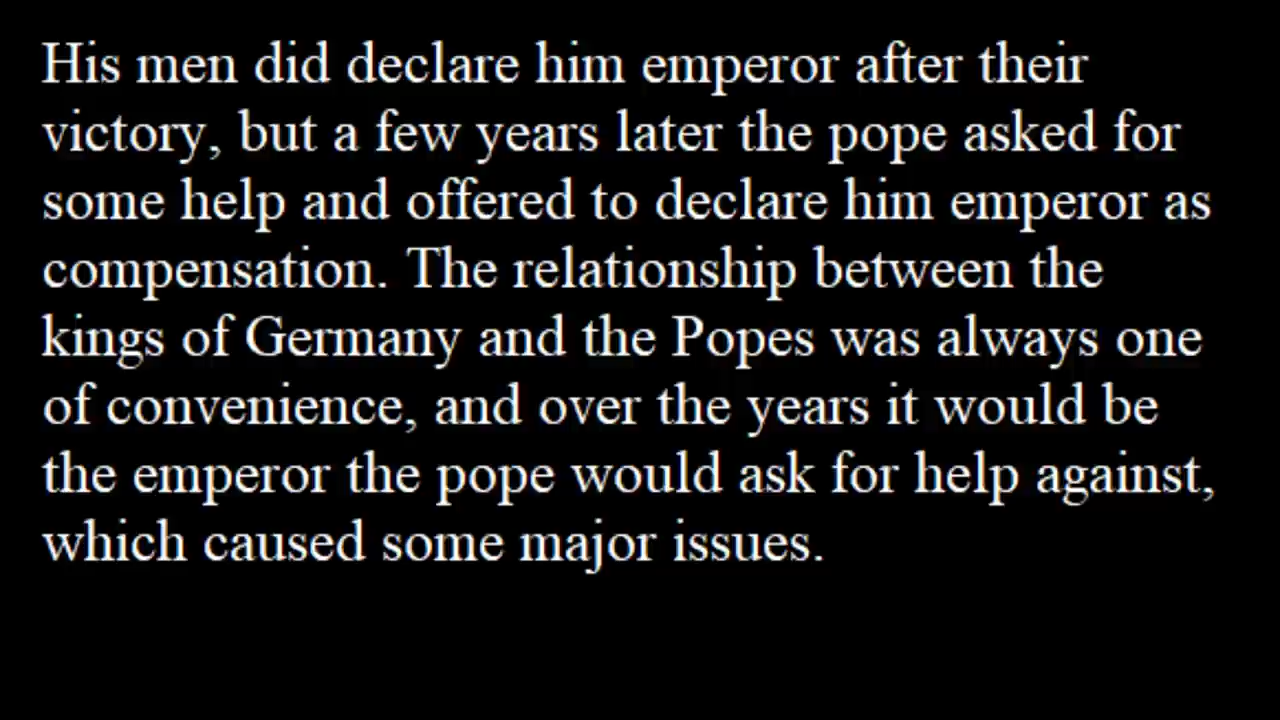 His men did declare him emperor after their
victory, but a few years later the pope asked for
some help and offered to declare him emperor as
compensation. The relationship between the
kings of Germany and the Popes was always one
of convenience, and over the years it would be
the emperor the pope would ask for help against,
which caused some major issues.